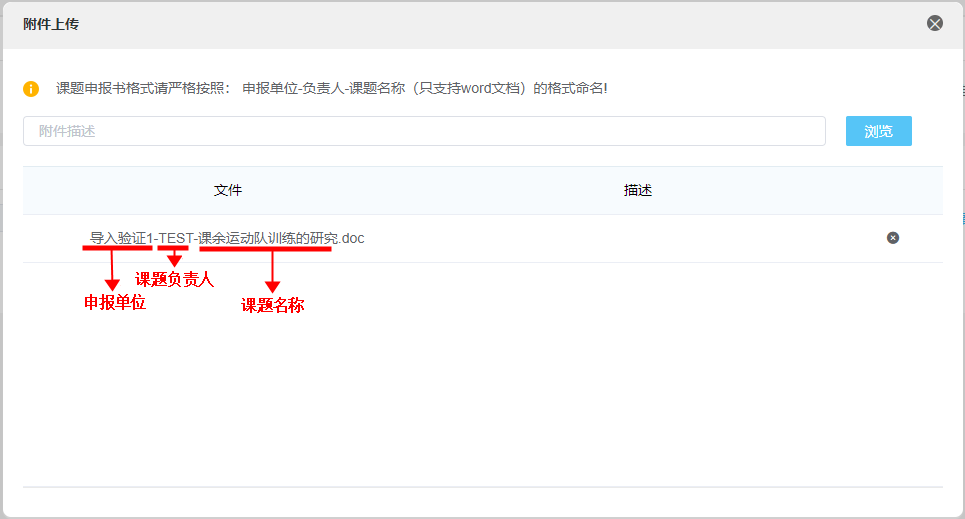 附件上传
课题申报书格式请严格按照： 申报单位-负责人-课题名称（只支持word文档）的格式命名!
附件描述
浏览
文件 描述
导入验证1-TEST-课余运动队训练的研究.doc
课题负责人
申报单位
课题名称